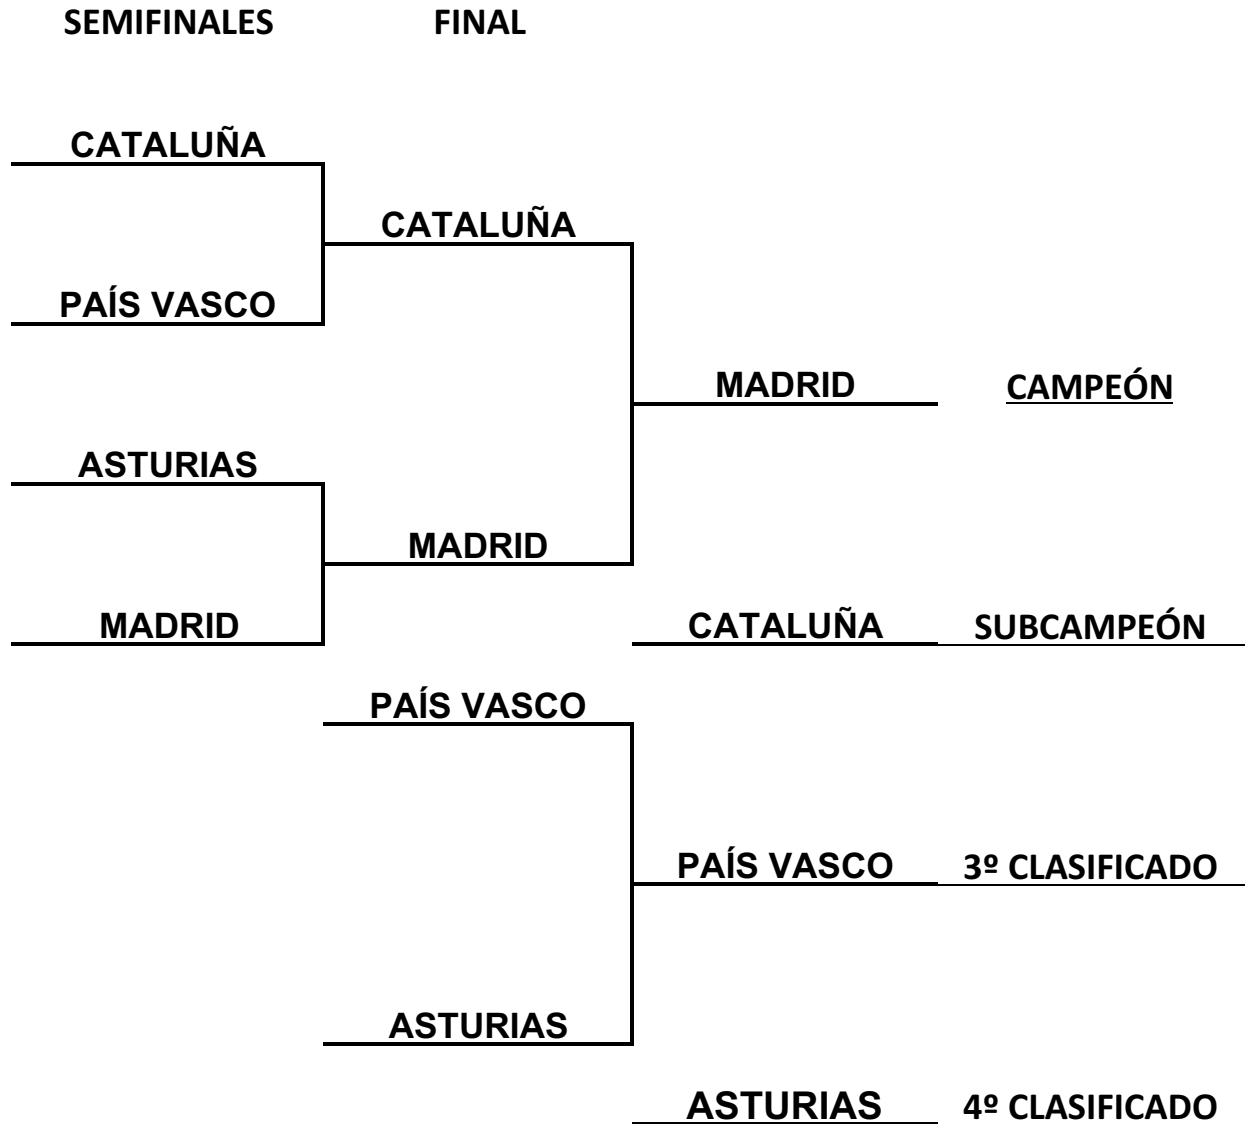 SEMIFINALES FINAL
CATALUÑA
CATALUÑA
PAÍS VASCO
MADRID CAMPEÓN
ASTURIAS
MADRID
MADRID CATALUÑA SUBCAMPEÓN
PAÍS VASCO
PAÍS VASCO 3º CLASIFICADO
ASTURIAS
ASTURIAS 4º CLASIFICADO